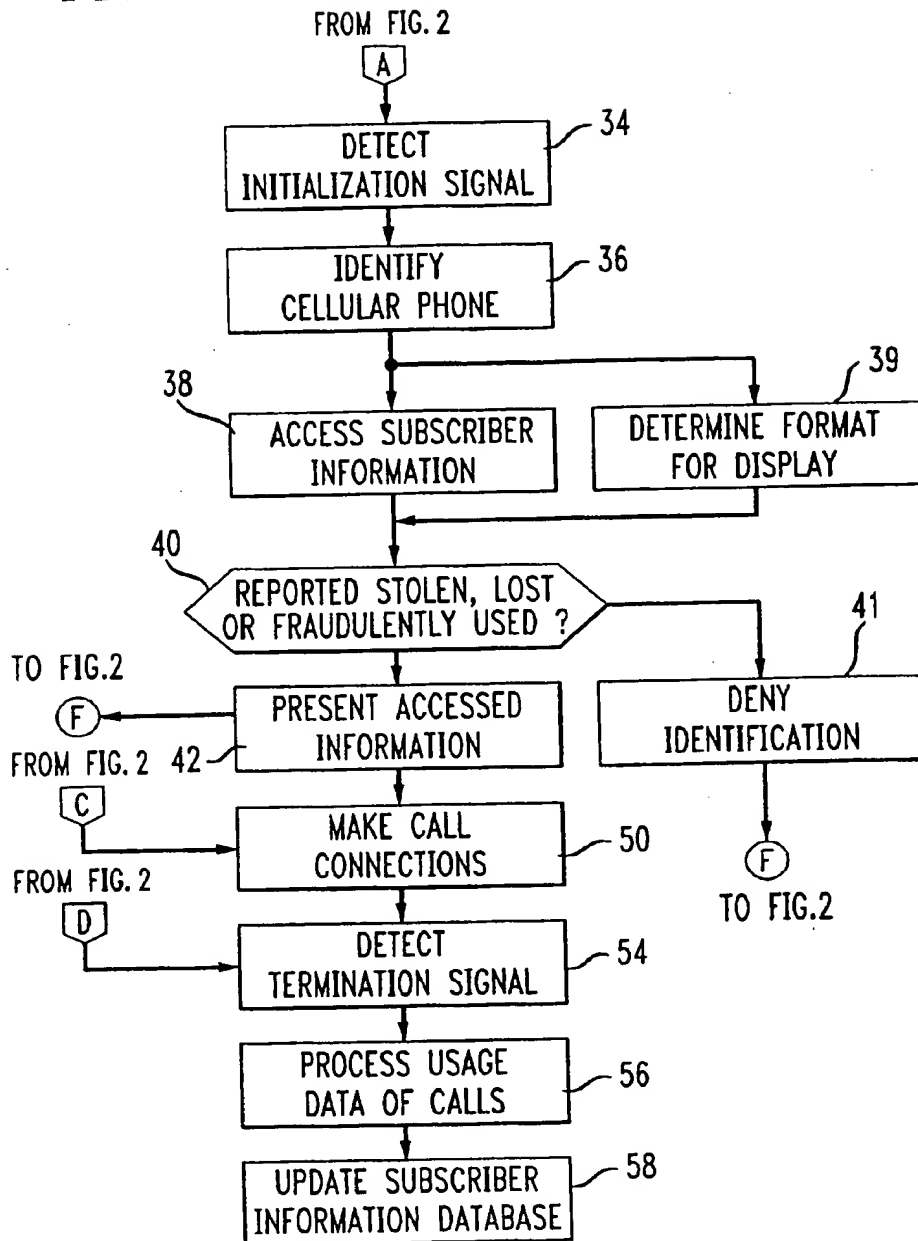 FROM FIG. 2
A
DETECT
INITIALIZATION SIGNAL
34
IDENTIFY
CELLULAR PHONE
36
38
ACCESS SUBSCRIBER
INFORMATION
39
DETERMINE FORMAT
FOR DISPLAY
40
REPORTED STOLEN, LOST
OR FRAUDULENTLY USED ?
41
DENY
IDENTIFICATION
F
TO FIG.2
TO FIG.2
F
PRESENT ACCESSED
INFORMATION
42
FROM FIG. 2
C
MAKE CALL
CONNECTIONS
50
FROM FIG. 2
D
DETECT
TERMINATION SIGNAL
54
PROCESS USAGE
DATA OF CALLS
56
UPDATE SUBSCRIBER
INFORMATION DATABASE
58